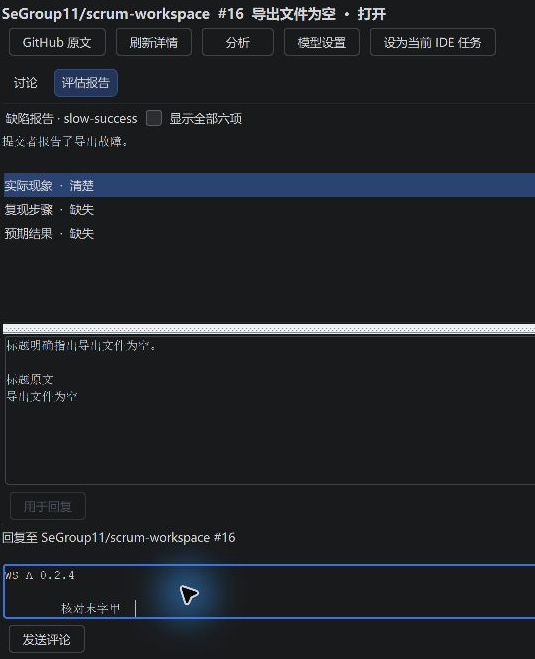 SeGroup11/scrum-workspace #16 导出文件为空 • 打开
GitHub 原文 刷新详情 分析 模型设置 设为当前 IDE 任务
讨论 评估报告
缺陷报告 · slow-success 显示全部六项
提交者报告了导出故障。
实际现象 · 清楚
复现步骤 · 缺失
预期结果 · 缺失
标题明确指出导出文件为空。
标题原文
导出文件为空
用于回复
回复至 SeGroup11/scrum-workspace #16
WS A 0.2.4
核对未字甲
发送评论